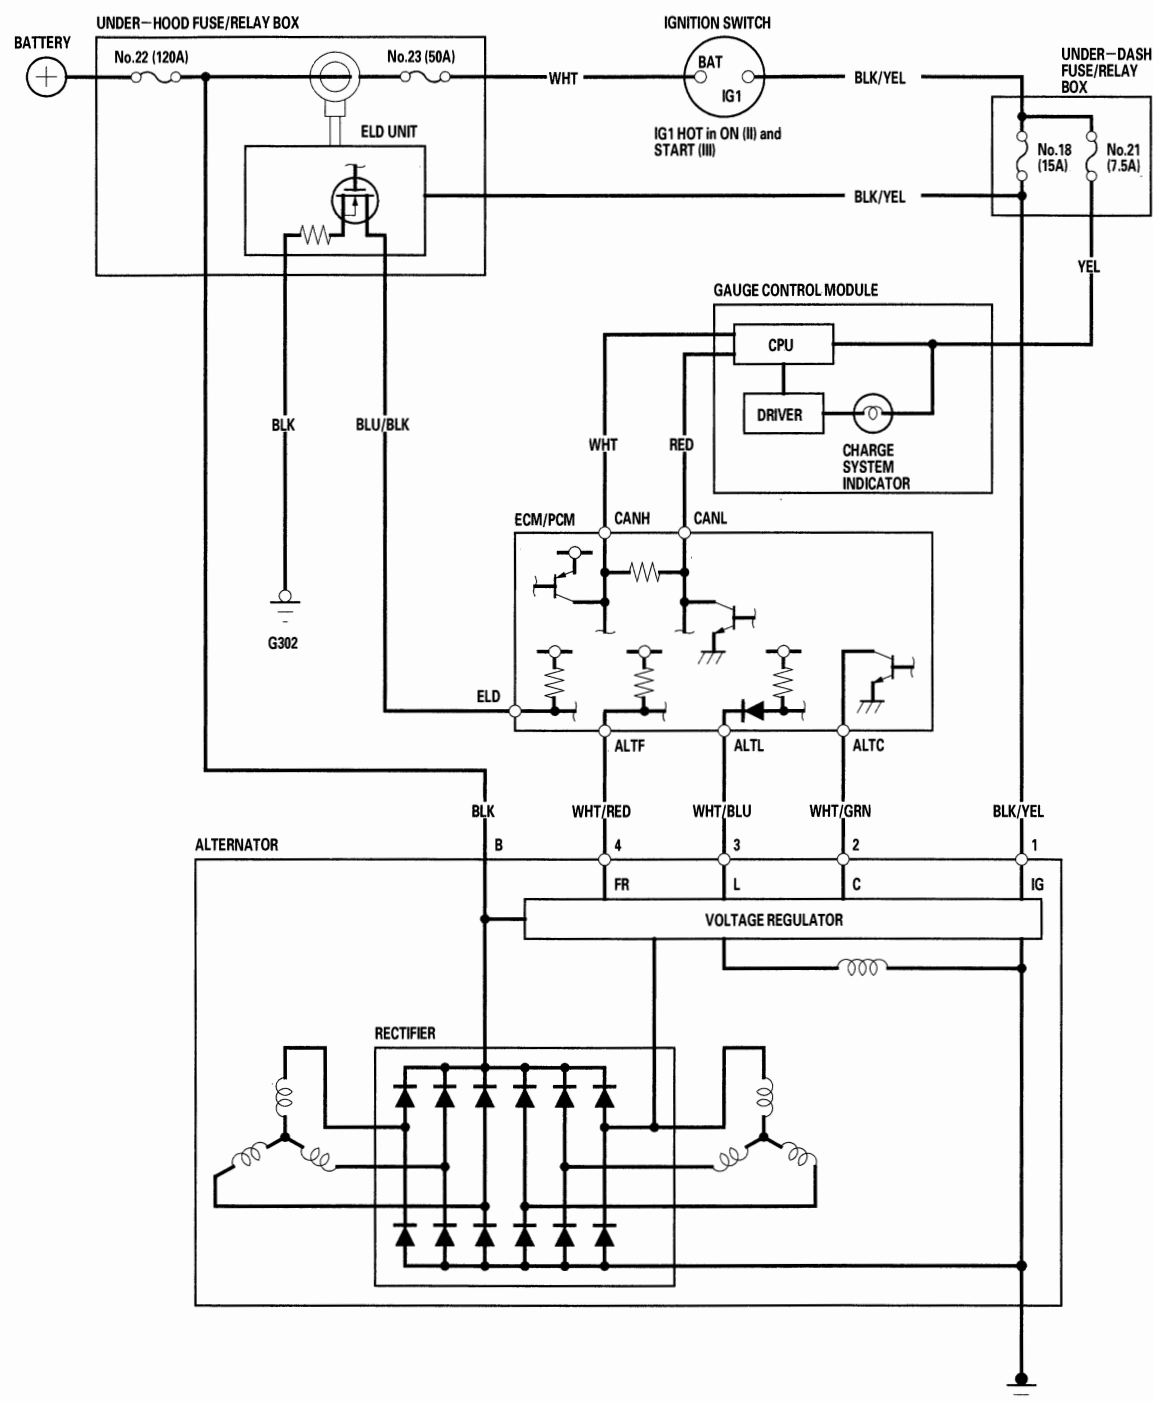 UNDER-HOOD FUSE/RELAY BOX
IGNITION SWITCH
BATTERY
No.22 (120A)
No.23 (50A)
WHT
BAT
IG1
BLK/YEL
UNDER-DASH
FUSE/RELAY
BOX
IG1 HOT in ON (II) and
START (III)
ELD UNIT
No.18
(15A)
No.21
(7.5A)
BLK/YEL
YEL
GAUGE CONTROL MODULE
CPU
DRIVER
CHARGE
SYSTEM
INDICATOR
BLK
BLU/BLK
WHT
RED
ECM/PCM
CANH
CANL
G302
ELD
ALTF
ALTL
ALTC
BLK
WHT/RED
WHT/BLU
WHT/GRN
BLK/YEL
ALTERNATOR
B
4
3
2
1
FR
L
C
IG
VOLTAGE REGULATOR
RECTIFIER